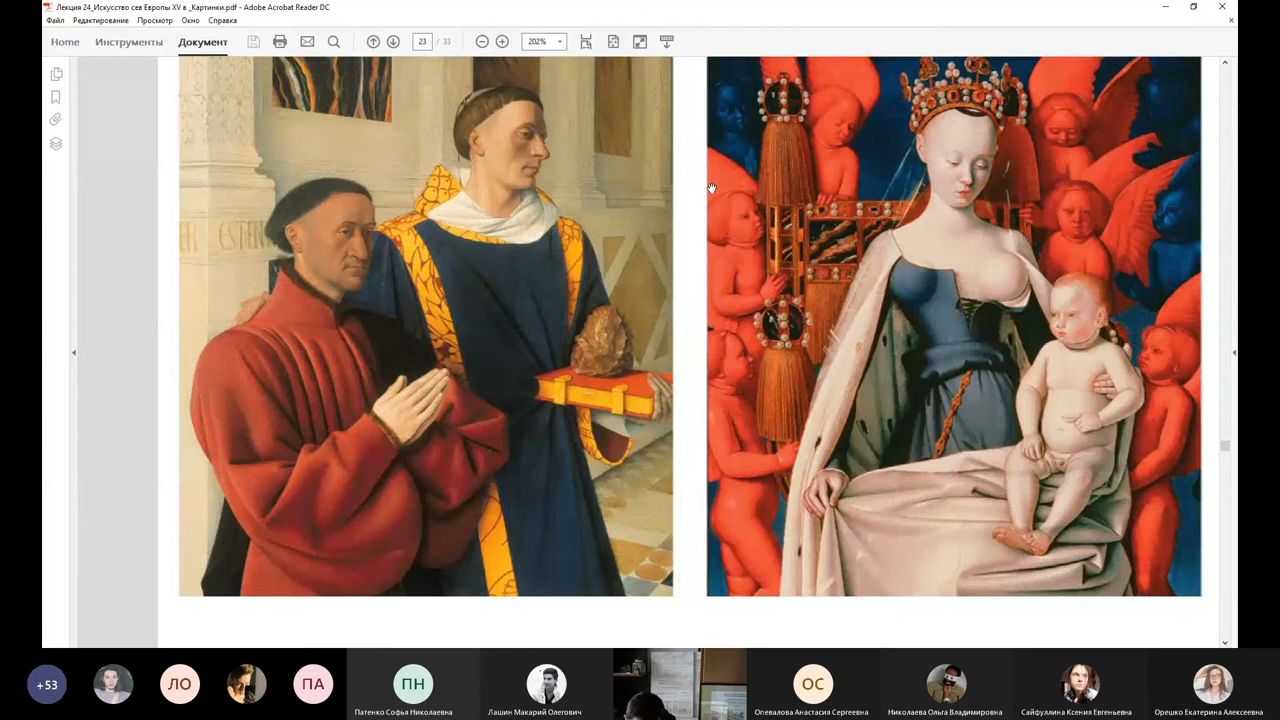 Лекция 24_Искусство сев Европы XV в _Картинки.pdf - Adobe Acrobat Reader DC
Файл Редактирование Просмотр Окно Справка
Home Инструменты Документ 23 / 33 202%
ER ESTIEN
+53 ЛО ПА ПН ОС
Патенко Софья Николаевна Лашин Макарий Олегович Опевалова Анастасия Сергеевна Николаева Ольга Владимировна Сайфуллина Ксения Евгеньевна Орешко Екатерина Алексеевна